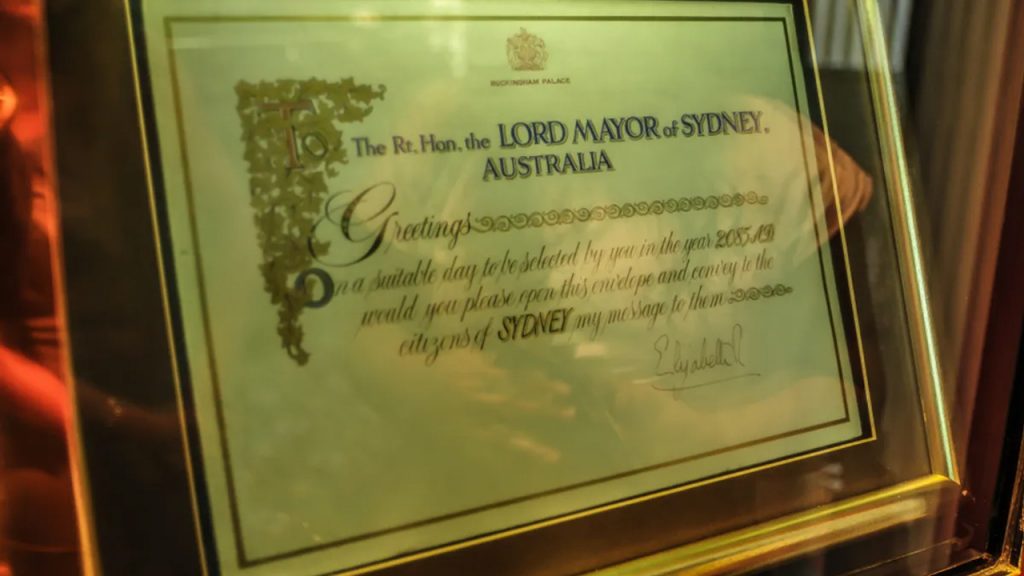 BUCKINGHAM PALACE
To The Rt. Hon. the LORD MAYOR of SYDNEY,
AUSTRALIA
Greetings
On a suitable day to be selected by you in the year 2085 A.D
would you please open this envelope and convey to the
citizens of SYDNEY my message to them
Elizabeth R